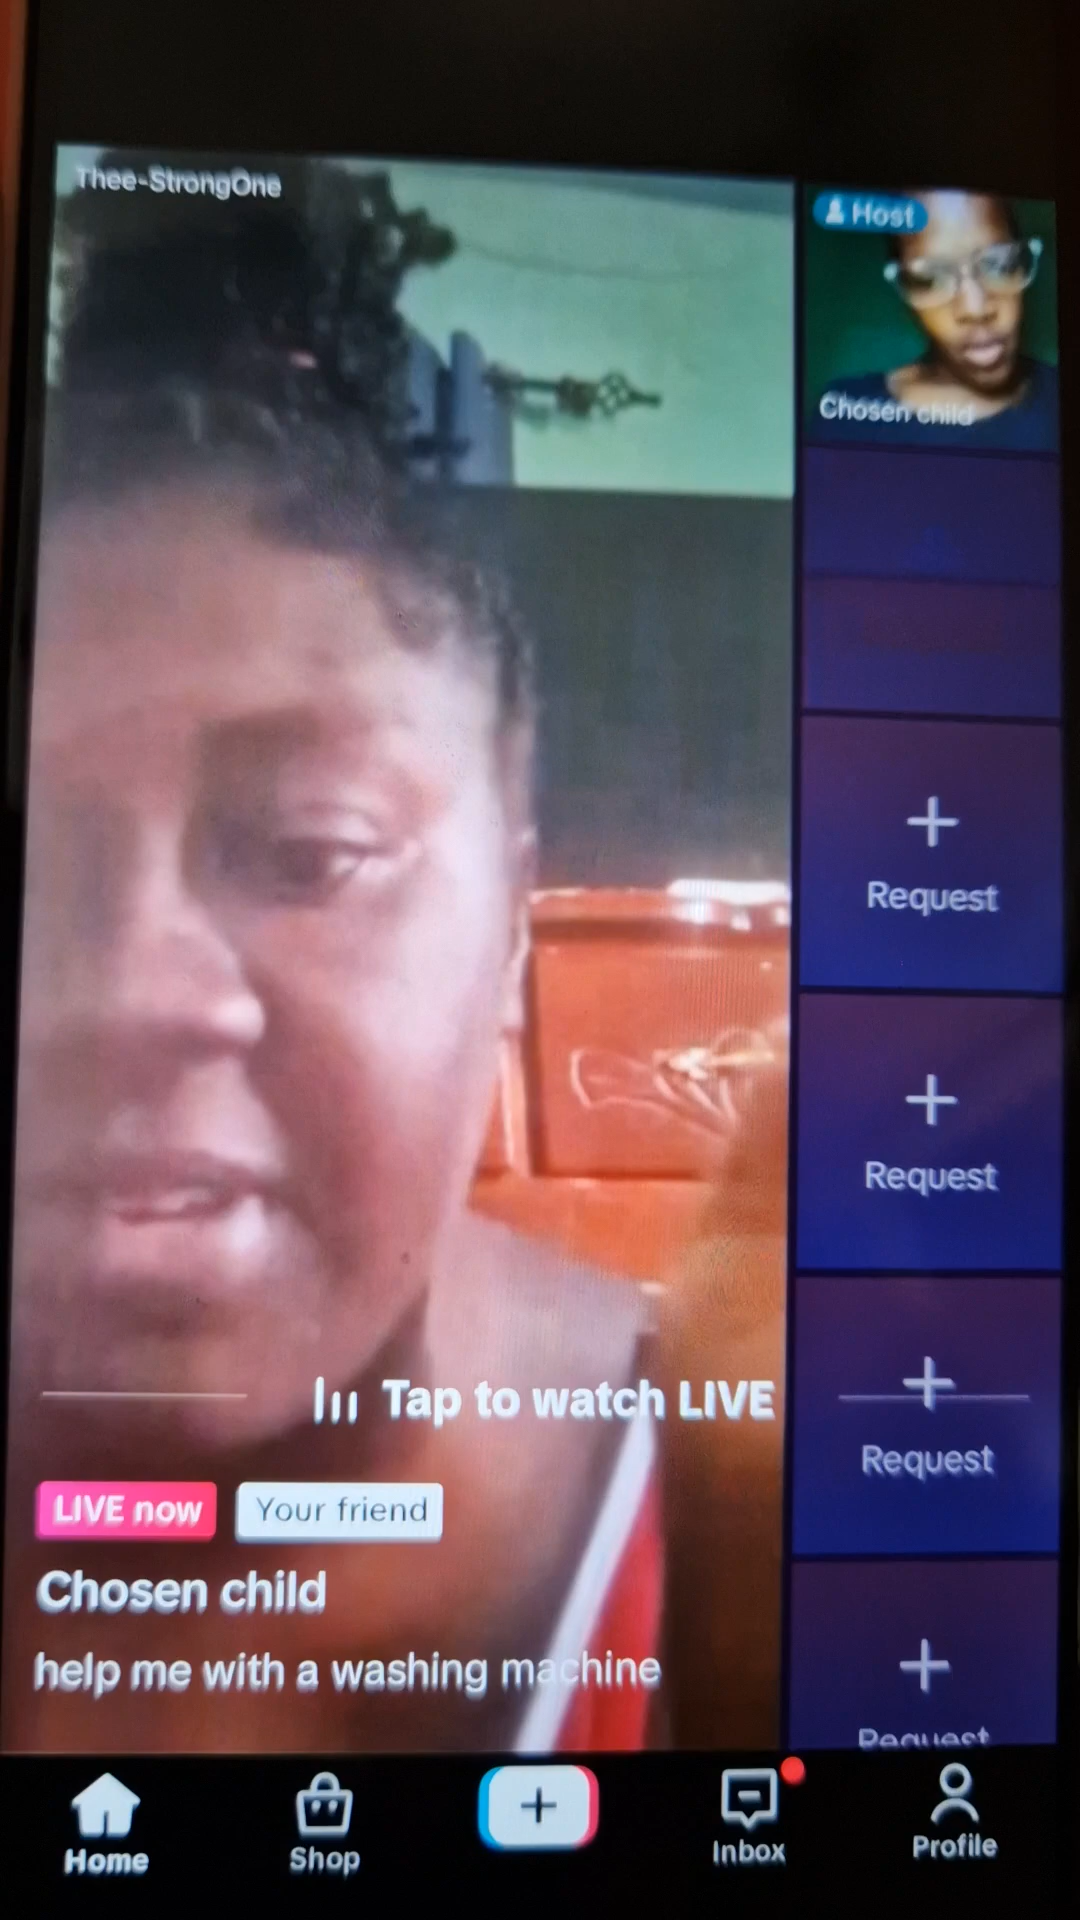 Thee-StrongOne
Host
Chosen child
Request
Request
Request
Request
Tap to watch LIVE
LIVE now
Your friend
Chosen child
help me with a washing machine
Home
Shop
Inbox
Profile